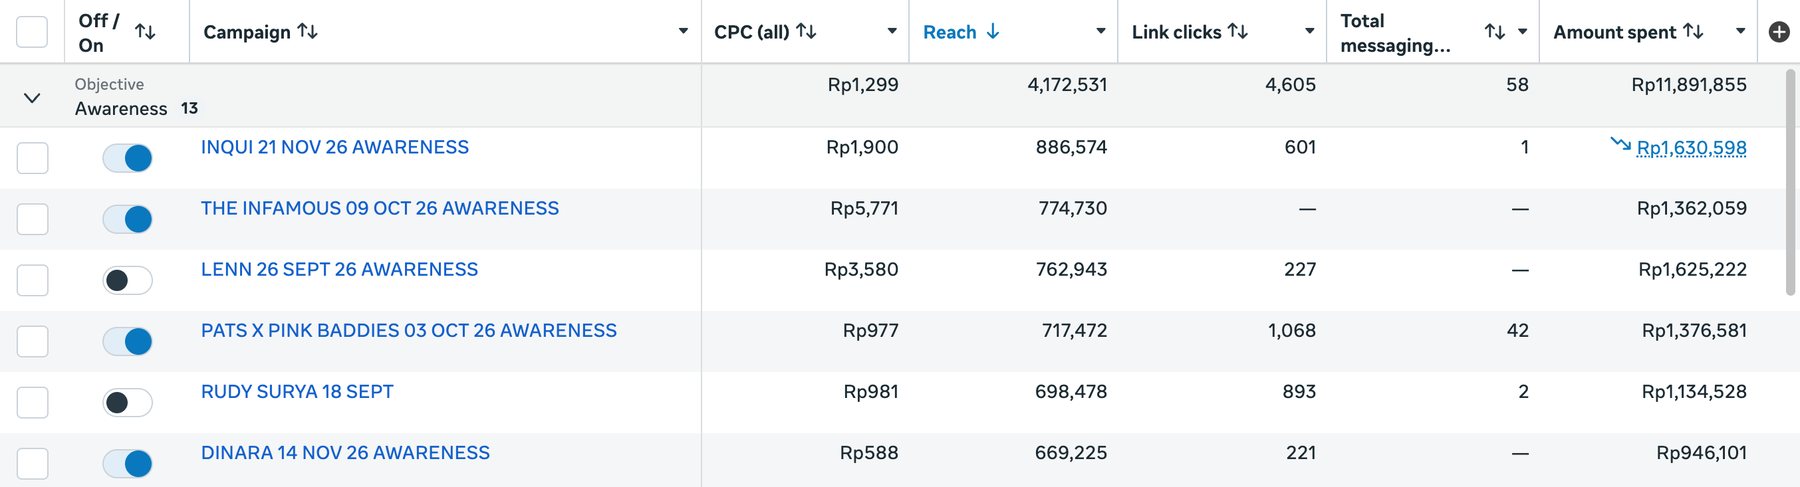 Off / On Campaign CPC (all) Reach Link clicks Total messaging... Amount spent
Objective
Awareness 13 Rp1,299 4,172,531 4,605 58 Rp11,891,855
INQUI 21 NOV 26 AWARENESS Rp1,900 886,574 601 1 Rp1,630,598
THE INFAMOUS 09 OCT 26 AWARENESS Rp5,771 774,730 — — Rp1,362,059
LENN 26 SEPT 26 AWARENESS Rp3,580 762,943 227 — Rp1,625,222
PATS X PINK BADDIES 03 OCT 26 AWARENESS Rp977 717,472 1,068 42 Rp1,376,581
RUDY SURYA 18 SEPT Rp981 698,478 893 2 Rp1,134,528
DINARA 14 NOV 26 AWARENESS Rp588 669,225 221 — Rp946,101